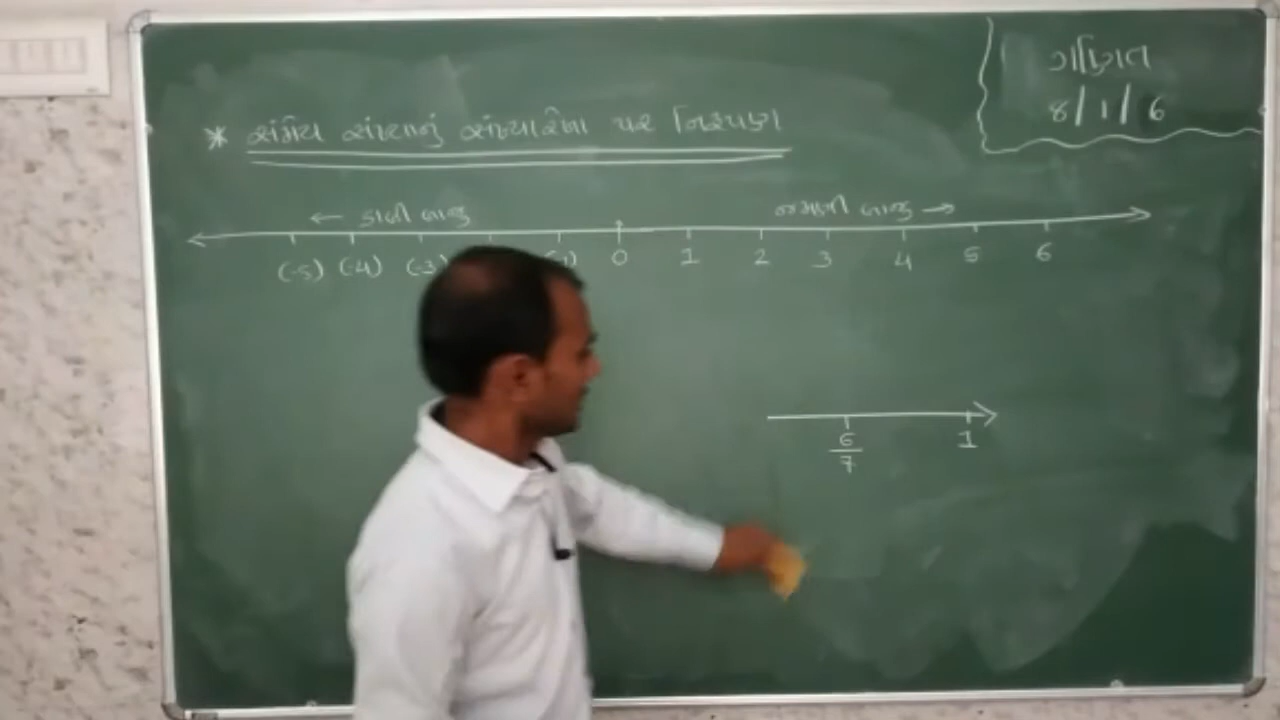 ગણિત
8/1/6
* સંમેય સંખ્યાનું સંખ્યારેખા પર નિરૂપણ
← ડાબી બાજુ જમણી બાજુ →
(-5) (-4) (-3) 0 1 2 3 4 5 6
6/7 1